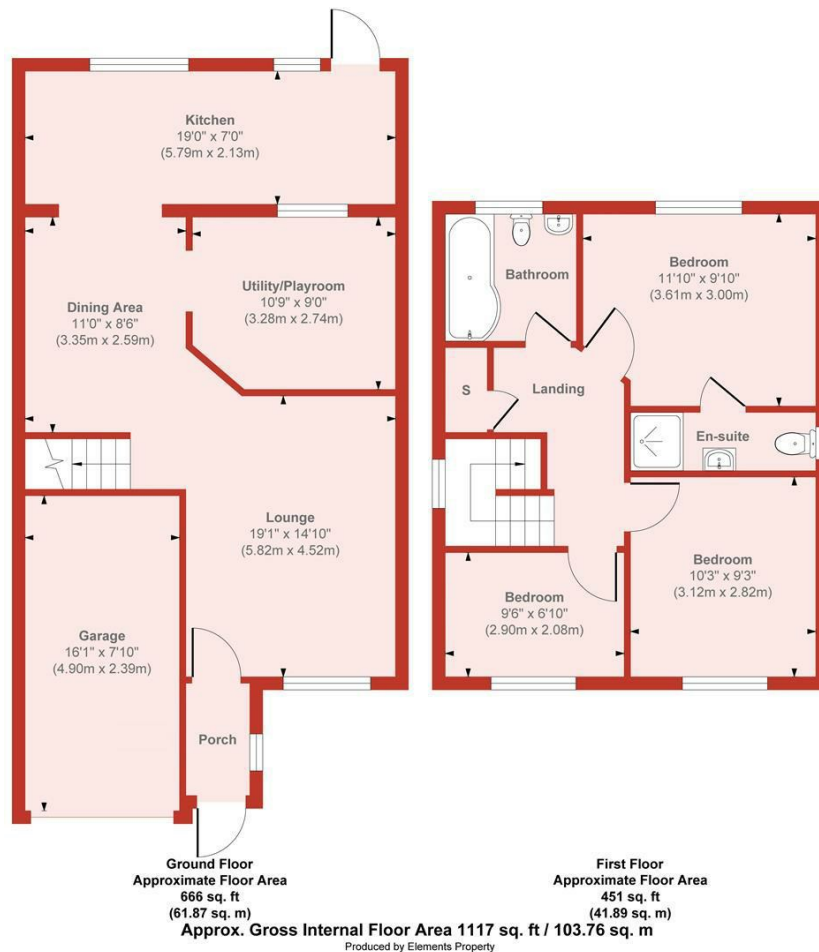 Kitchen
19'0" x 7'0"
(5.79m x 2.13m)
Dining Area
11'0" x 8'6"
(3.35m x 2.59m)
Utility/Playroom
10'9" x 9'0"
(3.28m x 2.74m)
Lounge
19'1" x 14'10"
(5.82m x 4.52m)
Garage
16'1" x 7'10"
(4.90m x 2.39m)
Porch
Ground Floor
Approximate Floor Area
666 sq. ft
(61.87 sq. m)
Bathroom
Bedroom
11'10" x 9'10"
(3.61m x 3.00m)
S
Landing
En-suite
Bedroom
9'6" x 6'10"
(2.90m x 2.08m)
Bedroom
10'3" x 9'3"
(3.12m x 2.82m)
First Floor
Approximate Floor Area
451 sq. ft
(41.89 sq. m)
Approx. Gross Internal Floor Area 1117 sq. ft / 103.76 sq. m
Produced by Elements Property